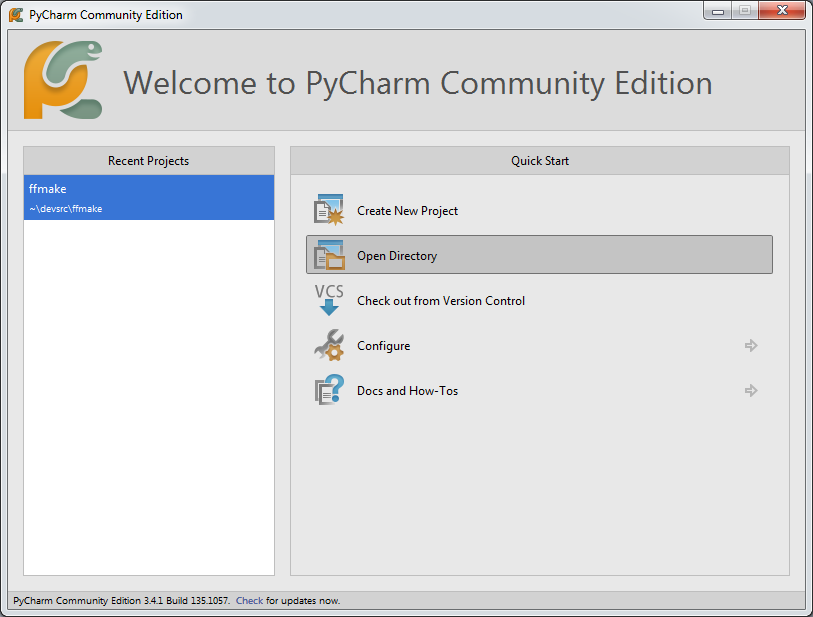 PyCharm Community Edition
Welcome to PyCharm Community Edition
Recent Projects
ffmake
~\devsrc\ffmake
Quick Start
Create New Project
Open Directory
VCS
Check out from Version Control
Configure
Docs and How-Tos
PyCharm Community Edition 3.4.1 Build 135.1057. Check for updates now.